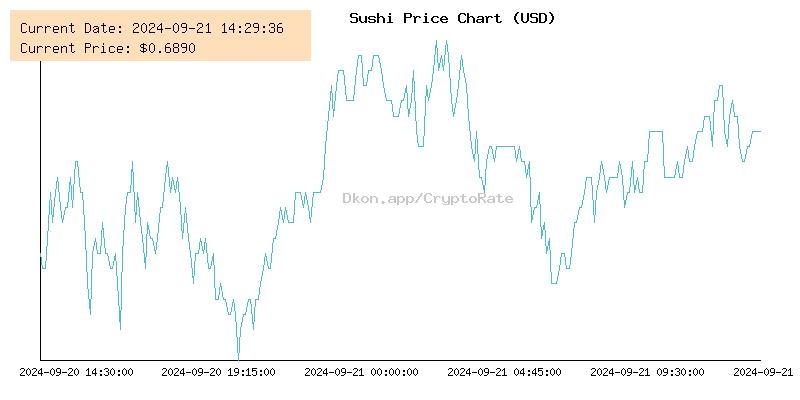 Sushi Price Chart (USD)
Current Date: 2024-09-21 14:29:36
Current Price: $0.6890
Dkon.app/CryptoRate
2024-09-20 14:30:00 2024-09-20 19:15:00 2024-09-21 00:00:00 2024-09-21 04:45:00 2024-09-21 09:30:00 2024-09-21